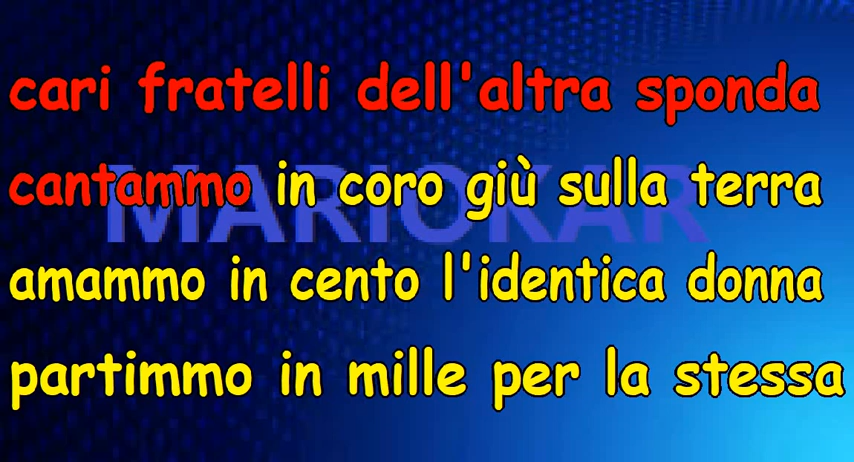 cari fratelli dell'altra sponda
cantammo in coro giù sulla terra
MARIOKAR
amammo in cento l'identica donna
partimmo in mille per la stessa